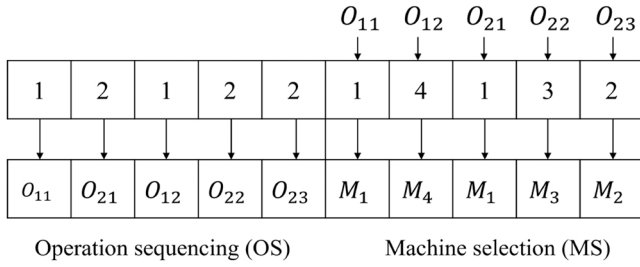 O₁₁ O₁₂ O₂₁ O₂₂ O₂₃
1 2 1 2 2 1 4 1 3 2
O₁₁ O₂₁ O₁₂ O₂₂ O₂₃ M₁ M₄ M₁ M₃ M₂
Operation sequencing (OS) Machine selection (MS)